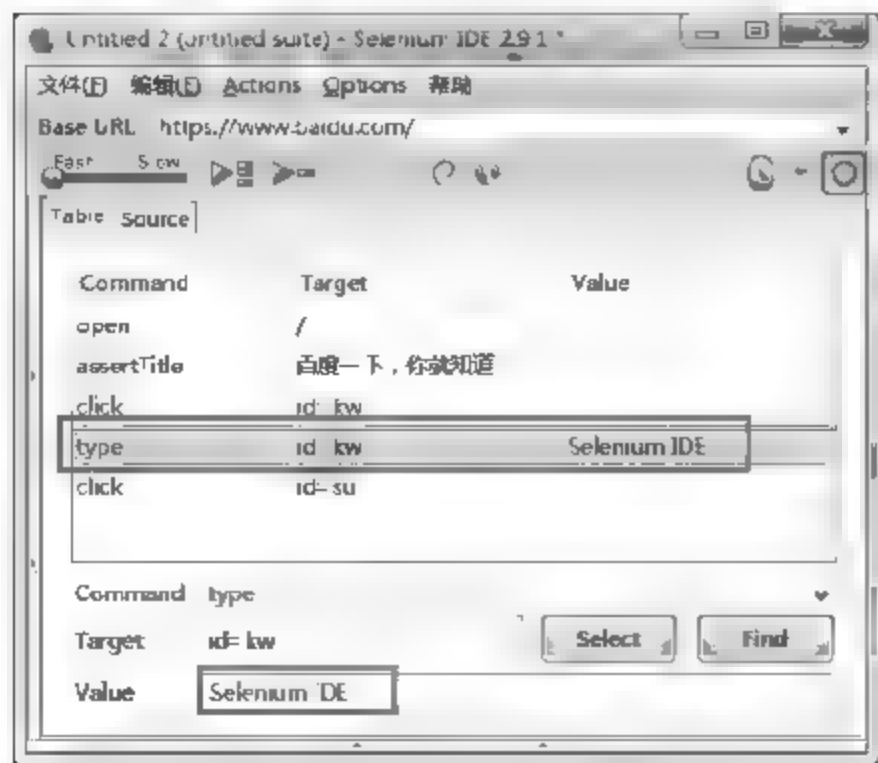 Untitled 2 (untitled suite) - Selenium IDE 2.9.1 *
文件(F) 编辑(E) Actions Options 帮助
Base URL https://www.baidu.com/
Fast Slow
Table Source
Command Target Value
open /
assertTitle 百度一下，你就知道
click id=kw
type id=kw Selenium IDE
click id=su
Command type
Target id=kw Select Find
Value Selenium IDE